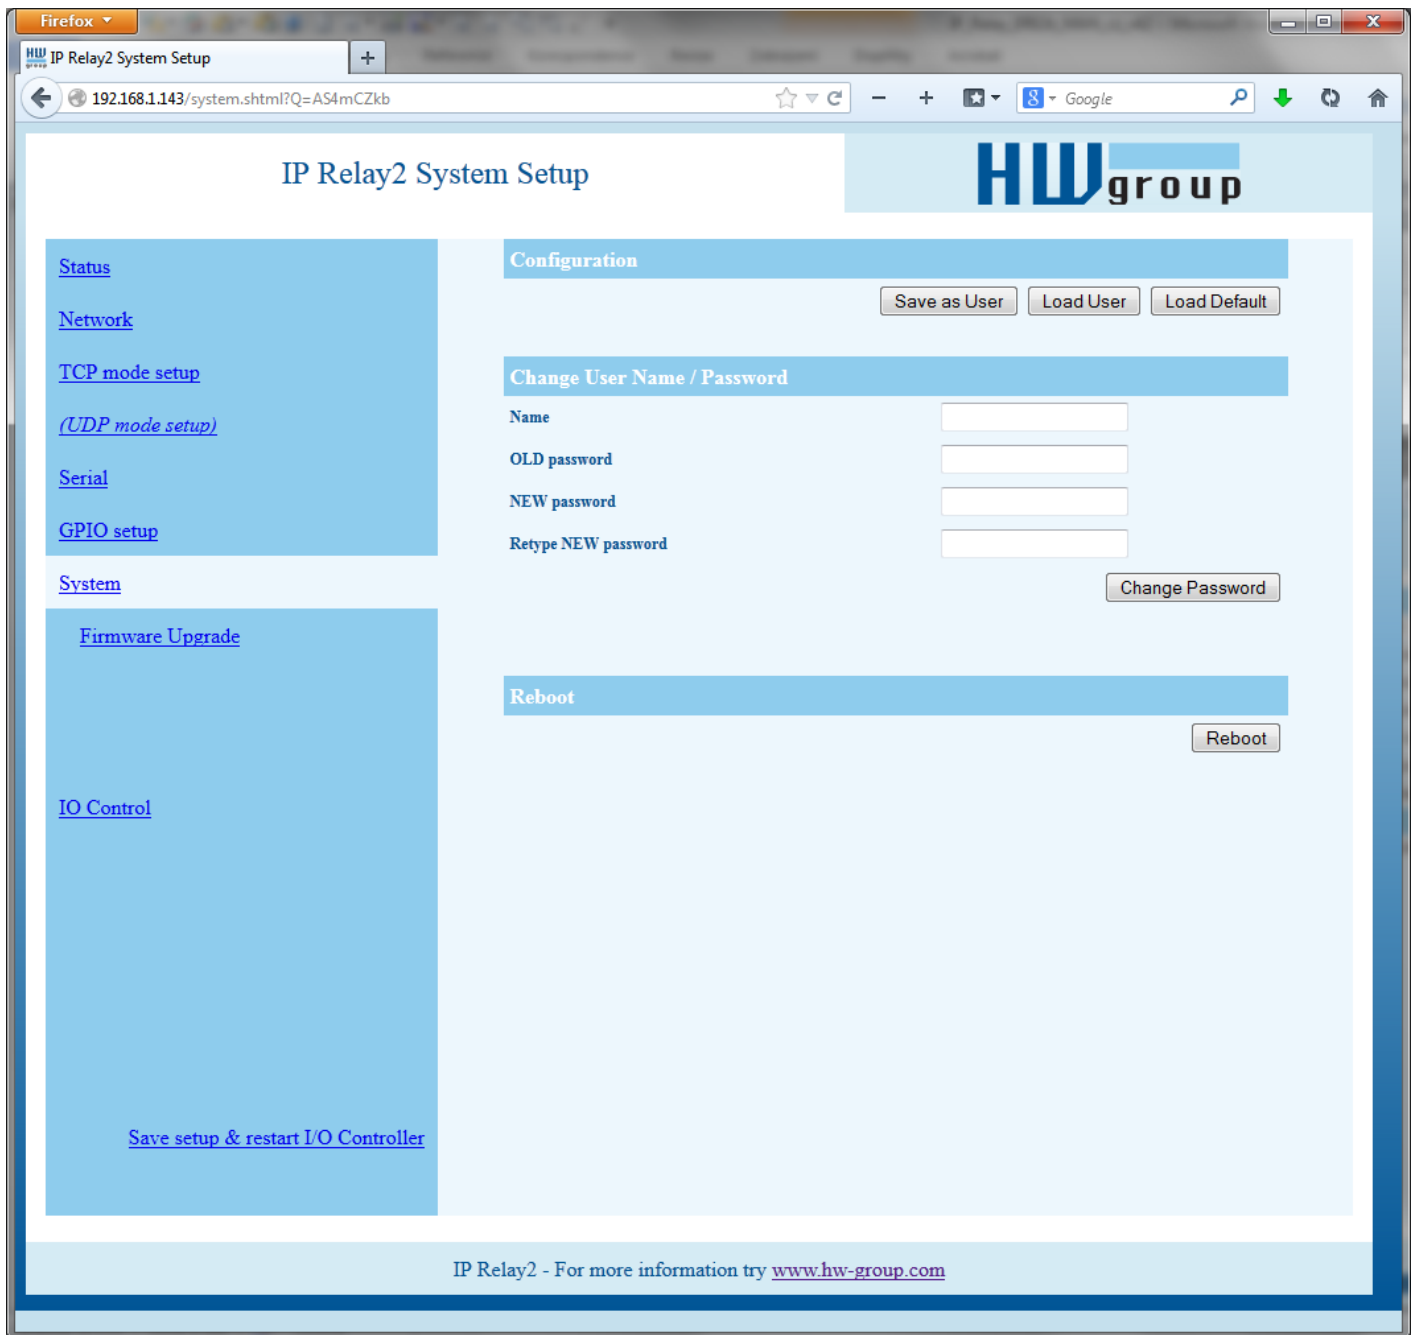 Firefox
IP Relay2 System Setup
192.168.1.143/system.shtml?Q=AS4mCZkb
Google
IP Relay2 System Setup
HW group
Status
Network
TCP mode setup
(UDP mode setup)
Serial
GPIO setup
System
Firmware Upgrade
IO Control
Save setup & restart I/O Controller
Configuration
Save as User Load User Load Default
Change User Name / Password
Name
OLD password
NEW password
Retype NEW password
Change Password
Reboot
Reboot
IP Relay2 - For more information try www.hw-group.com